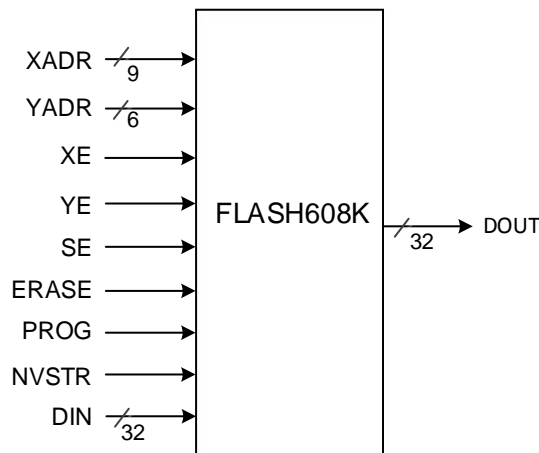 XADR
9
YADR
6
XE
YE
SE
ERASE
PROG
NVSTR
DIN
32
FLASH608K
32
DOUT